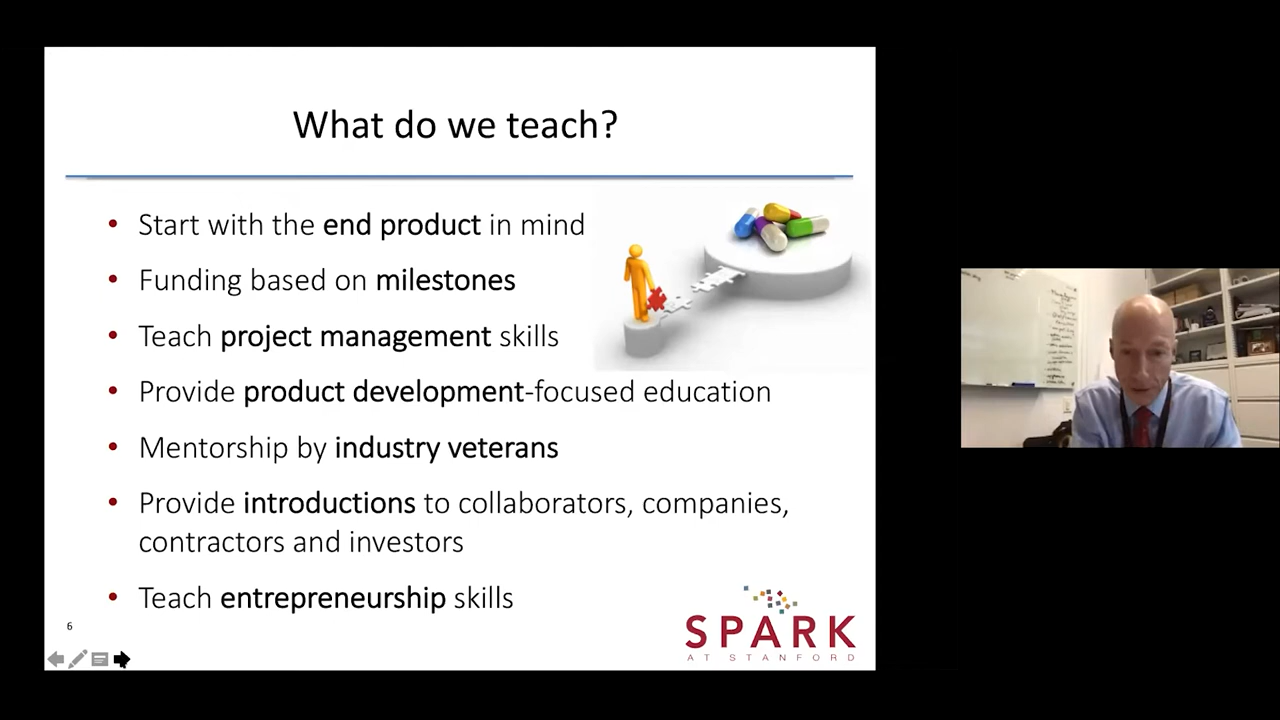 What do we teach?
• Start with the end product in mind
• Funding based on milestones
• Teach project management skills
• Provide product development-focused education
• Mentorship by industry veterans
• Provide introductions to collaborators, companies,
contractors and investors
• Teach entrepreneurship skills
6
SPARK
AT STANFORD